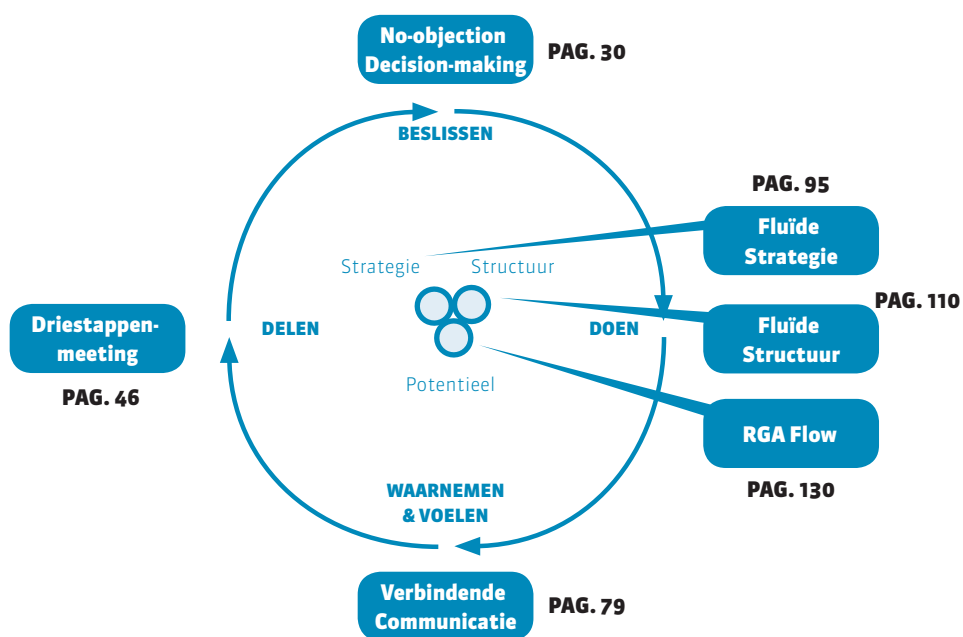 No-objection
Decision-making
PAG. 30
BESLISSEN
PAG. 95
Fluïde
Strategie
Strategie
Structuur
PAG. 110
Driestappen-
meeting
DELEN
DOEN
Fluïde
Structuur
PAG. 46
Potentieel
RGA Flow
PAG. 130
WAARNEMEN
& VOELEN
Verbindende
Communicatie
PAG. 79